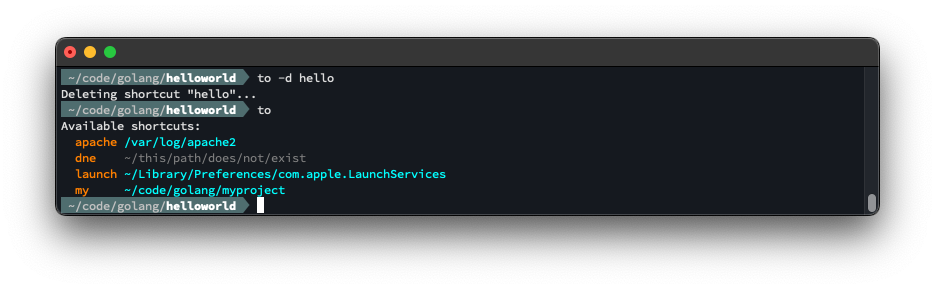 ~/code/golang/helloworld to -d hello
Deleting shortcut "hello"...
~/code/golang/helloworld to
Available shortcuts:
apache /var/log/apache2
dne ~/this/path/does/not/exist
launch ~/Library/Preferences/com.apple.LaunchServices
my ~/code/golang/myproject
~/code/golang/helloworld